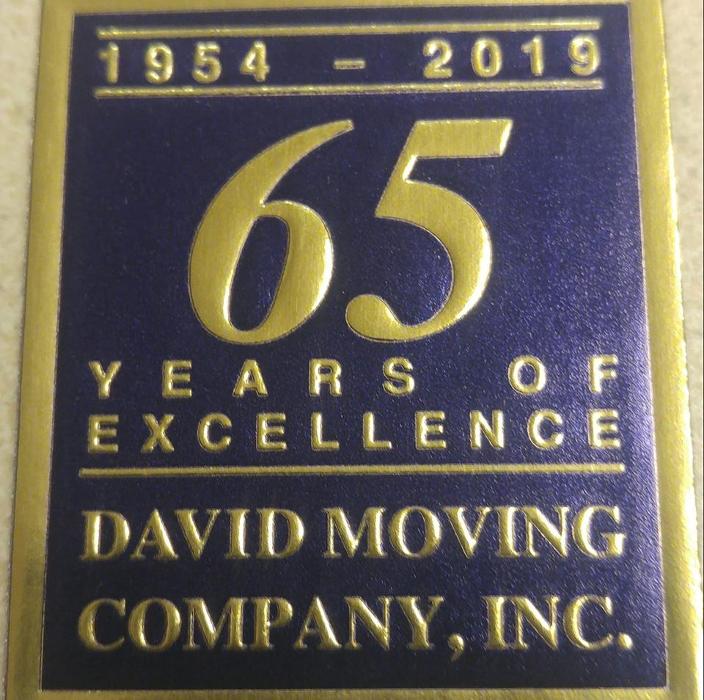 1954 – 2019
65
YEARS OF
EXCELLENCE
DAVID MOVING
COMPANY, INC.